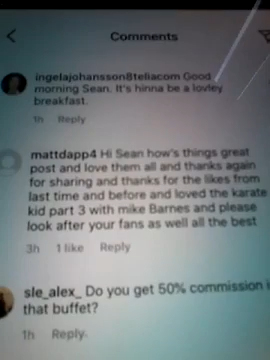 Comments
ingelajohansson8teliacom Good
morning Sean. It's hinna be a lovley
breakfast.
1h Reply
mattdapp4 Hi Sean how's things great
post and love them all and thanks again
for sharing and thanks for the likes from
last time and before and loved the karate
kid part 3 with mike Barnes and please
look after your fans as well all the best
3h 1 like Reply
sle_alex_ Do you get 50% commission
that buffet?
1h Reply.